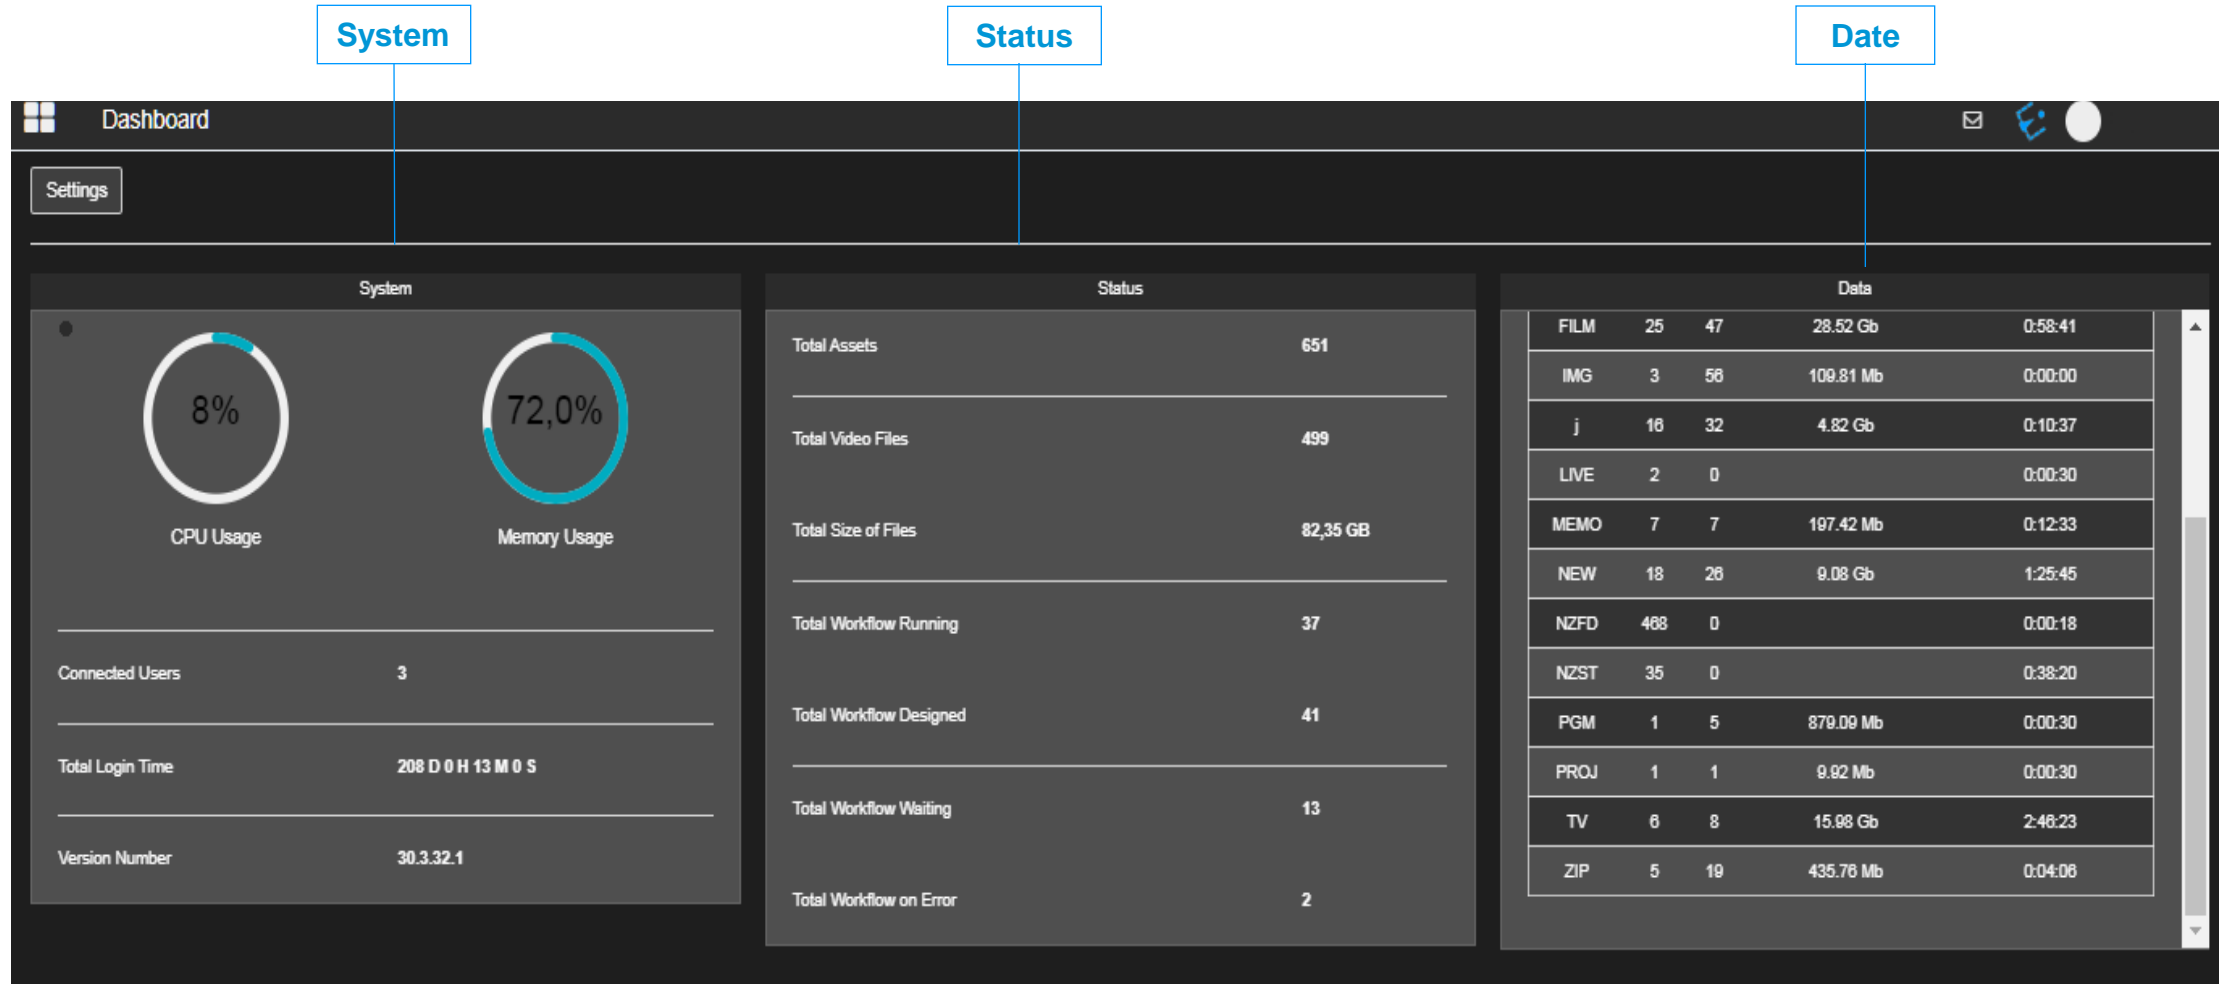 System
Status
Date
Dashboard
Settings
System
8%
72,0%
CPU Usage
Memory Usage
Connected Users 3
Total Login Time 208 D 0 H 13 M 0 S
Version Number 30.3.32.1
Status
Total Assets 651
Total Video Files 499
Total Size of Files 82,35 GB
Total Workflow Running 37
Total Workflow Designed 41
Total Workflow Waiting 13
Total Workflow on Error 2
Data
FILM 25 47 28.52 Gb 0:58:41
IMG 3 56 109.81 Mb 0:00:00
j 16 32 4.82 Gb 0:10:37
LIVE 2 0 0:00:30
MEMO 7 7 197.42 Mb 0:12:33
NEW 18 26 9.08 Gb 1:25:45
NZFD 468 0 0:00:18
NZST 35 0 0:38:20
PGM 1 5 879.09 Mb 0:00:30
PROJ 1 1 9.92 Mb 0:00:30
TV 6 8 15.98 Gb 2:46:23
ZIP 5 19 435.76 Mb 0:04:06